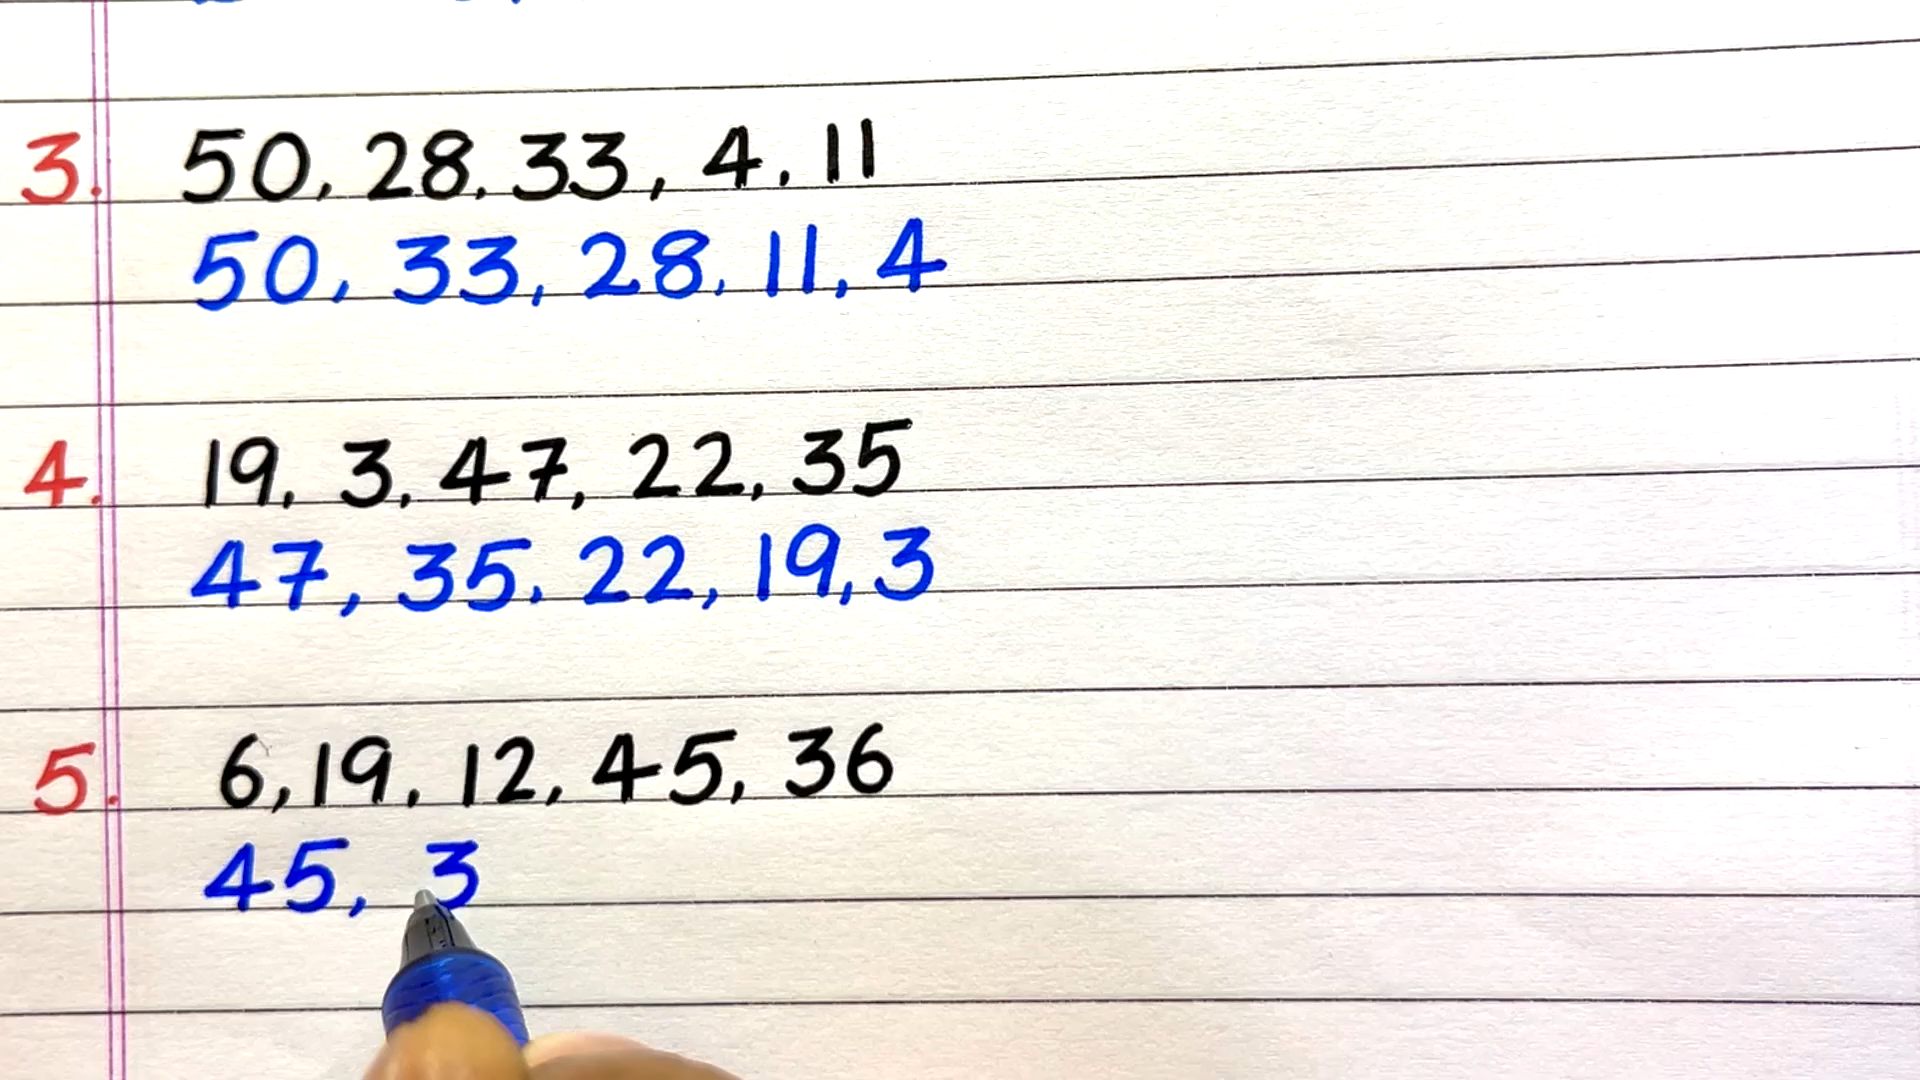 3. 50, 28, 33, 4, 11
50, 33, 28, 11, 4
4. 19, 3, 47, 22, 35
47, 35, 22, 19, 3
5. 6, 19, 12, 45, 36
45, 3